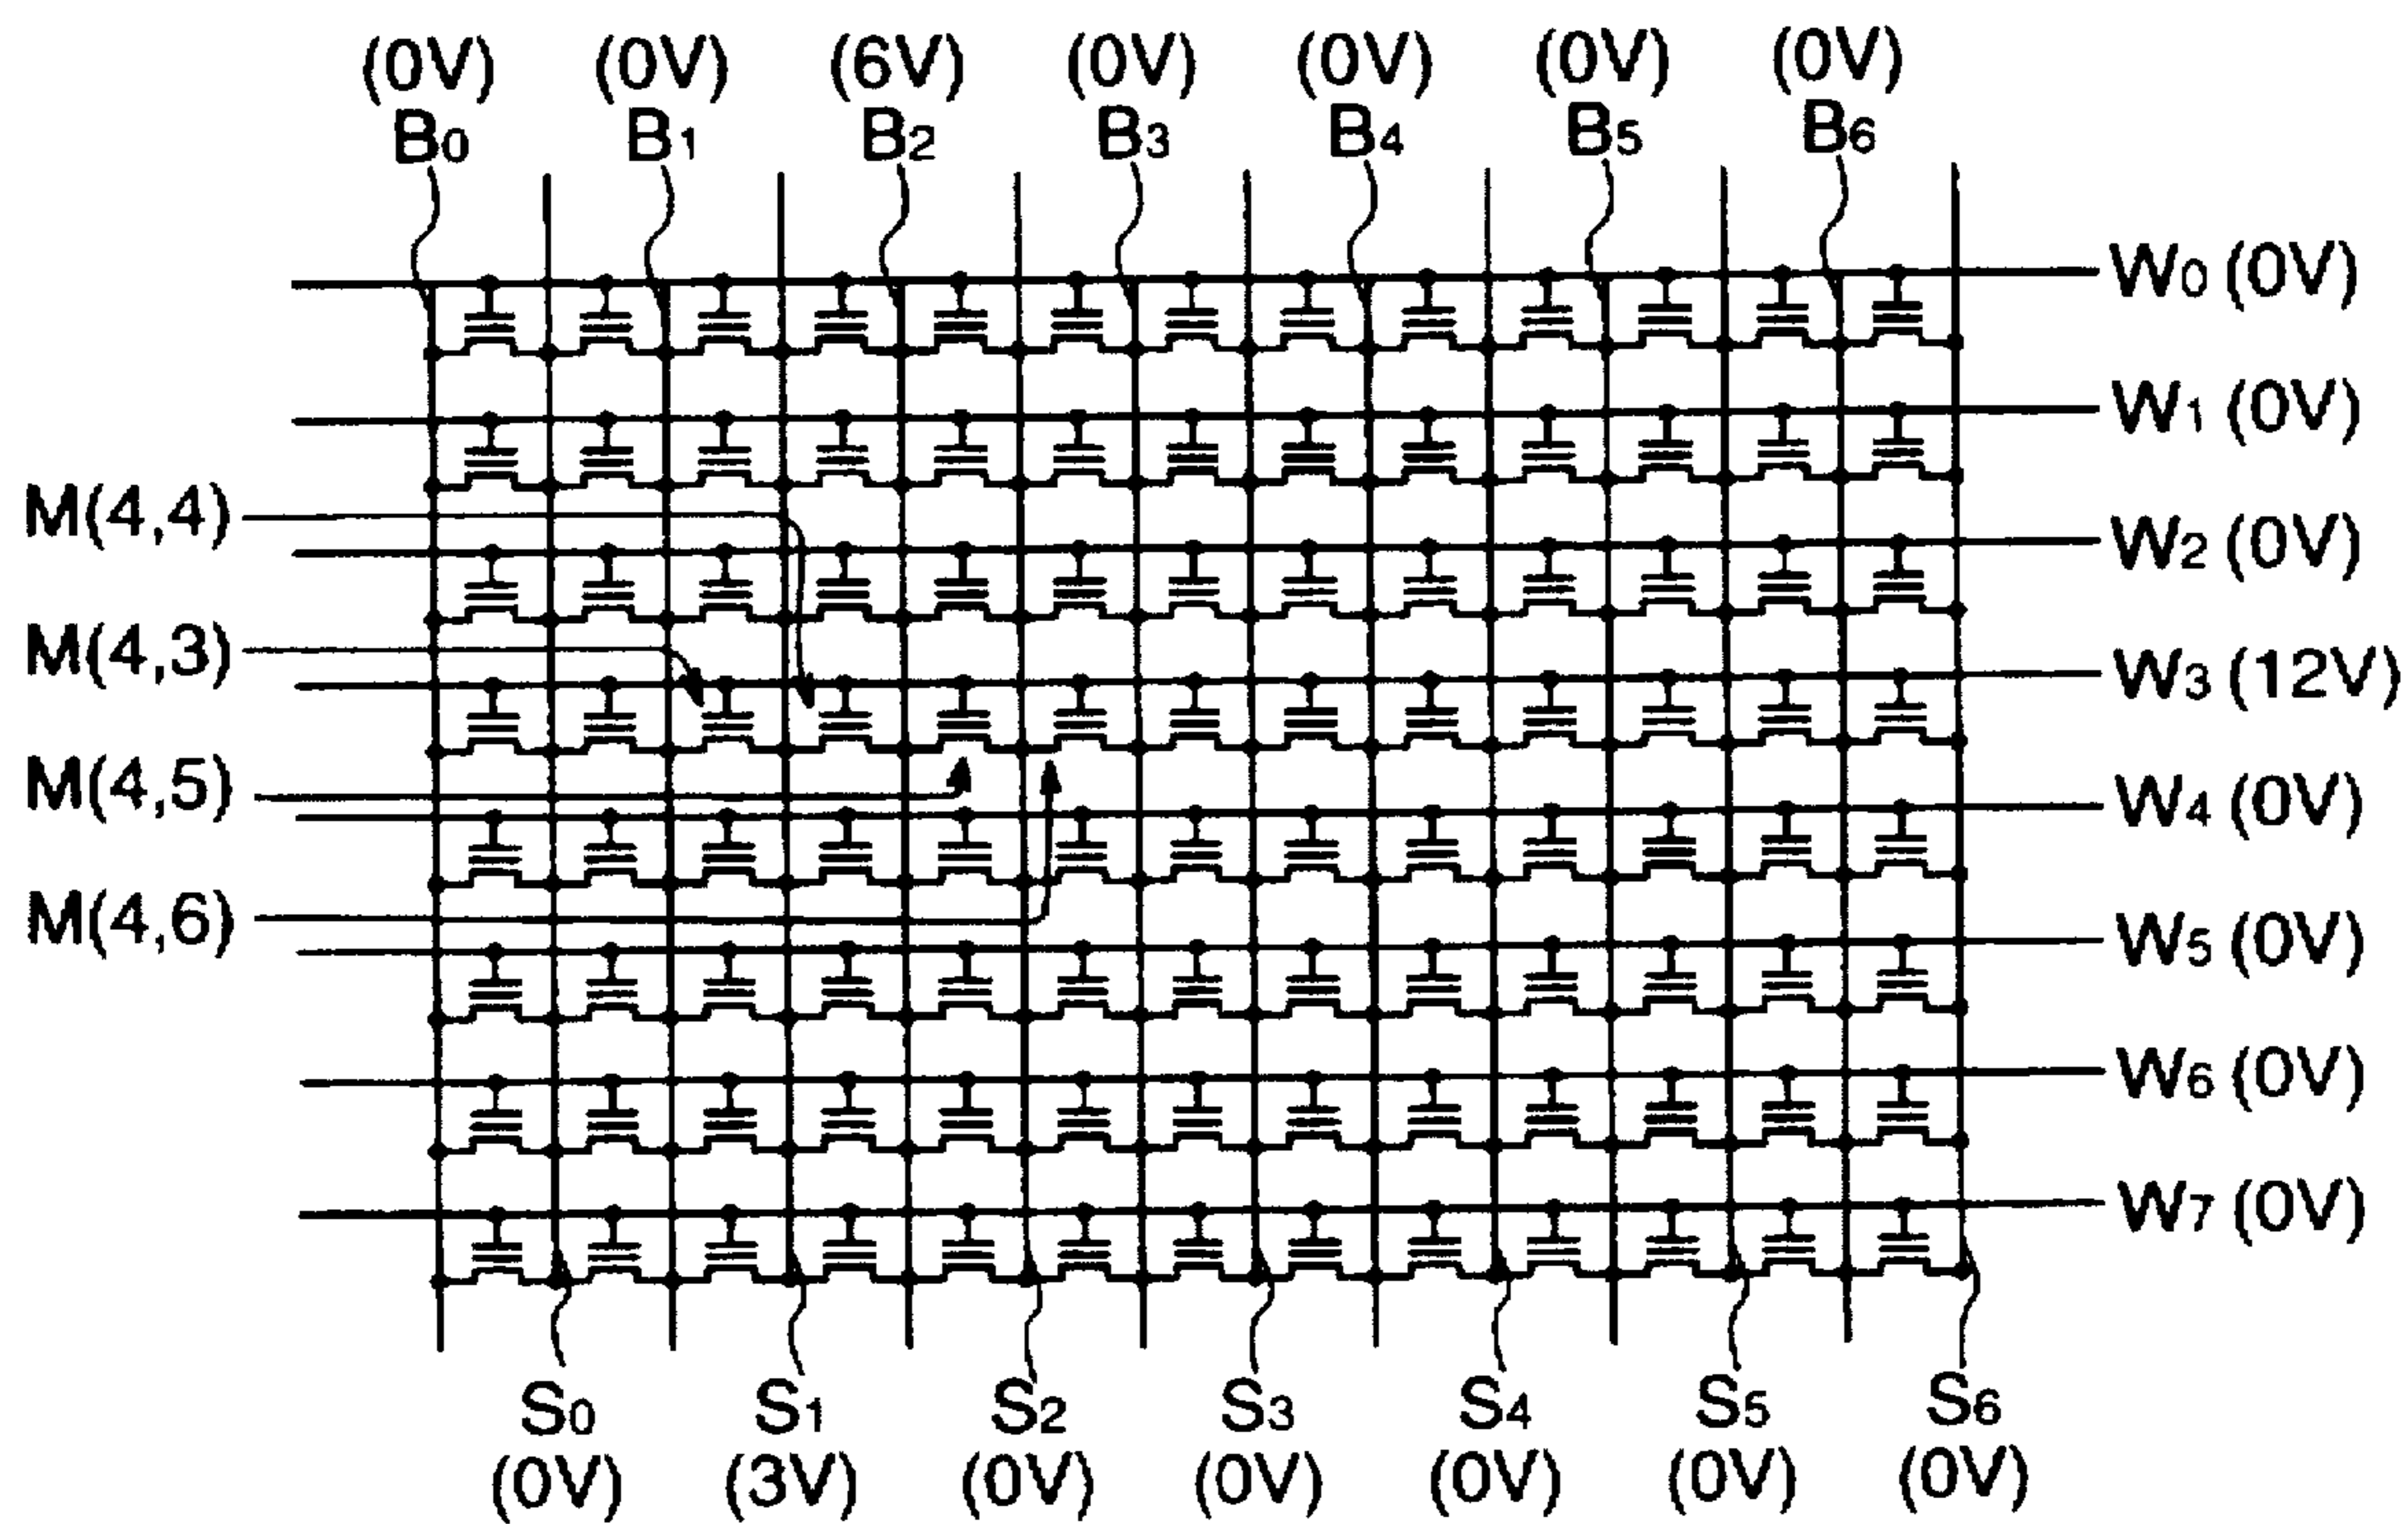 (0V) (0V) (6V) (0V) (0V) (0V) (0V)
B0 B1 B2 B3 B4 B5 B6
W0 (0V)
W1 (0V)
M(4,4)
W2 (0V)
M(4,3)
W3 (12V)
M(4,5)
W4 (0V)
M(4,6)
W5 (0V)
W6 (0V)
W7 (0V)
S0 S1 S2 S3 S4 S5 S6
(0V) (3V) (0V) (0V) (0V) (0V) (0V)